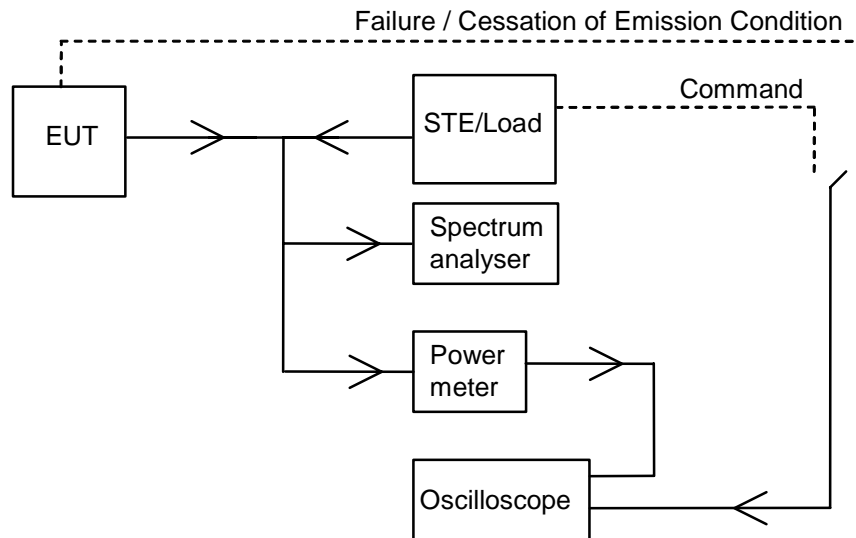 Failure / Cessation of Emission Condition
EUT
STE/Load
Command
Spectrum
analyser
Power
meter
Oscilloscope